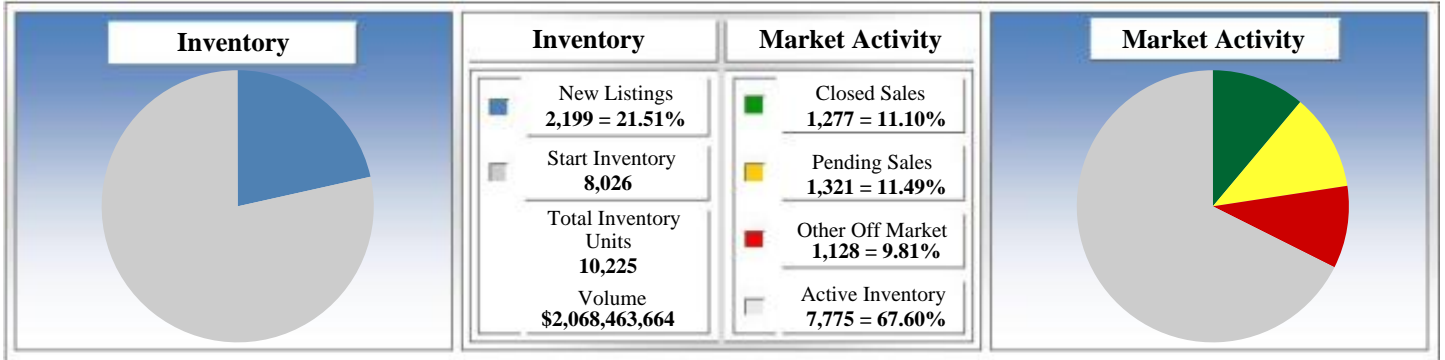 Inventory
Inventory
Market Activity
Market Activity
New Listings
2,199 = 21.51%
Start Inventory
8,026
Total Inventory
Units
10,225
Volume
$2,068,463,664
Closed Sales
1,277 = 11.10%
Pending Sales
1,321 = 11.49%
Other Off Market
1,128 = 9.81%
Active Inventory
7,775 = 67.60%